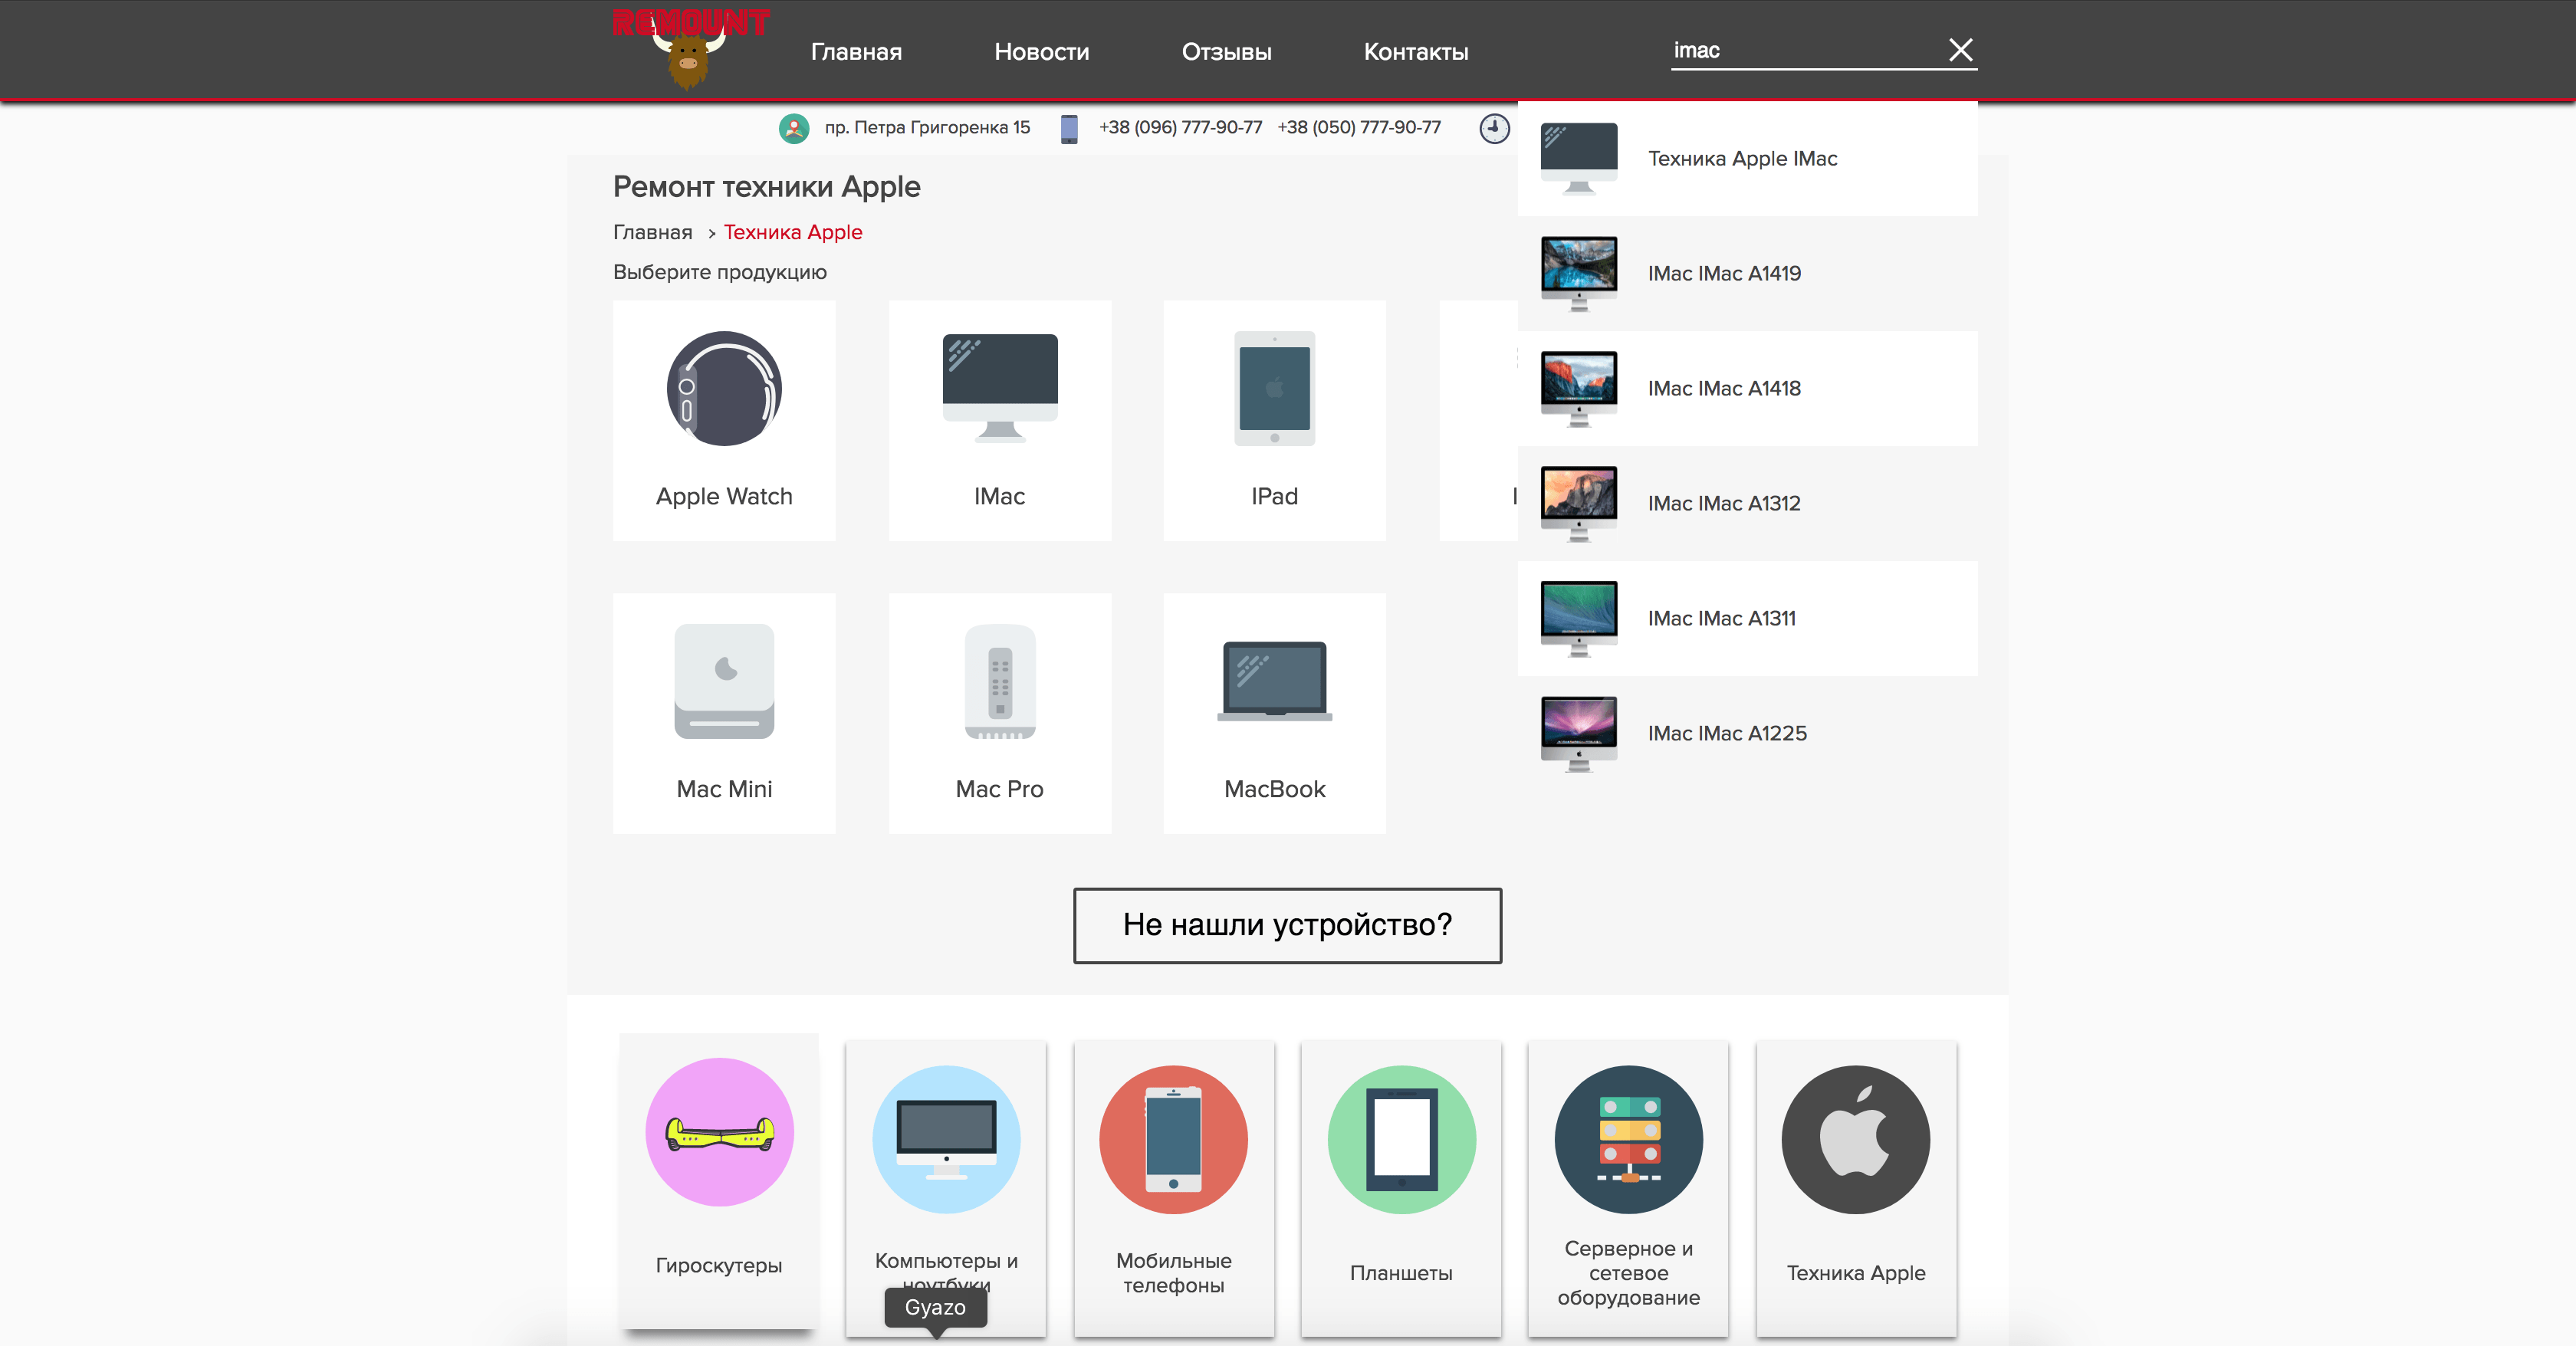 REMOUNT
Главная
Новости
Отзывы
Контакты
imac
пр. Петра Григоренка 15
+38 (096) 777-90-77
+38 (050) 777-90-77
Ремонт техники Apple
Главная › Техника Apple
Выберите продукцию
Apple Watch
IMac
IPad
Mac Mini
Mac Pro
MacBook
Техника Apple IMac
IMac IMac A1419
IMac IMac A1418
IMac IMac A1312
IMac IMac A1311
IMac IMac A1225
Не нашли устройство?
Гироскутеры
Компьютеры и
ноутбуки
Мобильные
телефоны
Планшеты
Серверное и
сетевое
оборудование
Техника Apple
Gyazo